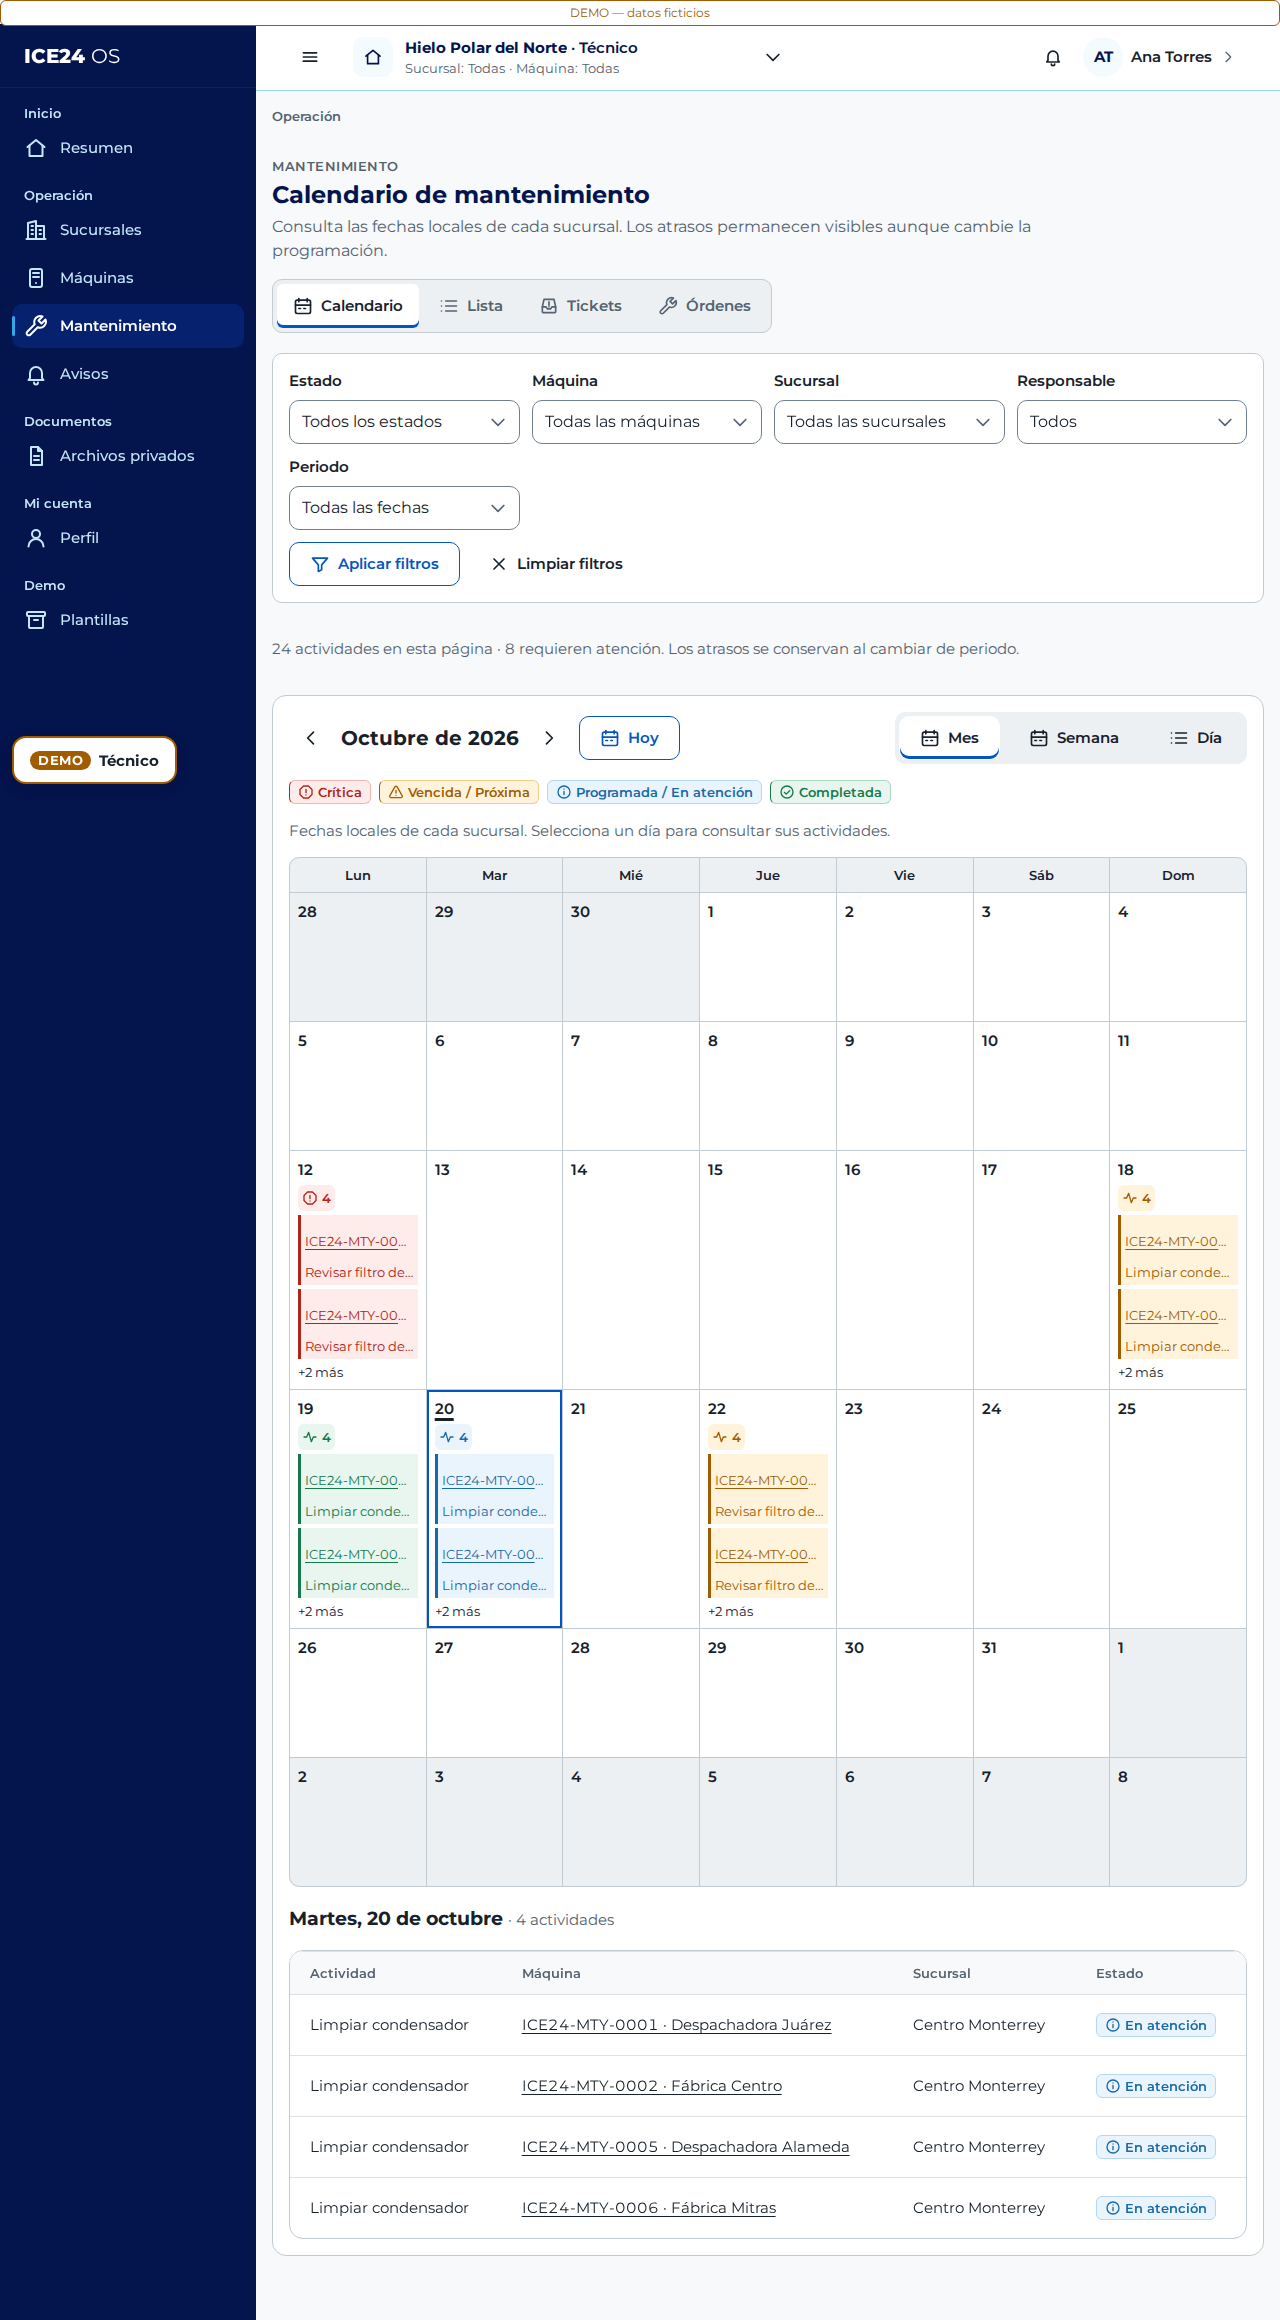 DEMO — datos ficticios
ICE24 OS
Inicio
Resumen
Operación
Sucursales
Máquinas
Mantenimiento
Avisos
Documentos
Archivos privados
Mi cuenta
Perfil
Demo
Plantillas
DEMO Técnico
Hielo Polar del Norte · Técnico
Sucursal: Todas · Máquina: Todas
AT Ana Torres
Operación
MANTENIMIENTO
Calendario de mantenimiento
Consulta las fechas locales de cada sucursal. Los atrasos permanecen visibles aunque cambie la
programación.
Calendario Lista Tickets Órdenes
Estado Máquina Sucursal Responsable
Todos los estados Todas las máquinas Todas las sucursales Todos
Periodo
Todas las fechas
Aplicar filtros Limpiar filtros
24 actividades en esta página · 8 requieren atención. Los atrasos se conservan al cambiar de periodo.
Octubre de 2026 Hoy Mes Semana Día
Crítica Vencida / Próxima Programada / En atención Completada
Fechas locales de cada sucursal. Selecciona un día para consultar sus actividades.
Lun Mar Mié Jue Vie Sáb Dom
28 29 30 1 2 3 4
5 6 7 8 9 10 11
12 13 14 15 16 17 18
4 4
ICE24-MTY-00... ICE24-MTY-00...
Revisar filtro de... Limpiar conde...
ICE24-MTY-00... ICE24-MTY-00...
Revisar filtro de... Limpiar conde...
+2 más +2 más
19 20 21 22 23 24 25
4 4 4
ICE24-MTY-00... ICE24-MTY-00... ICE24-MTY-00...
Limpiar conde... Limpiar conde... Revisar filtro de...
ICE24-MTY-00... ICE24-MTY-00... ICE24-MTY-00...
Limpiar conde... Limpiar conde... Revisar filtro de...
+2 más +2 más +2 más
26 27 28 29 30 31 1
2 3 4 5 6 7 8
Martes, 20 de octubre · 4 actividades
Actividad Máquina Sucursal Estado
Limpiar condensador ICE24-MTY-0001 · Despachadora Juárez Centro Monterrey En atención
Limpiar condensador ICE24-MTY-0002 · Fábrica Centro Centro Monterrey En atención
Limpiar condensador ICE24-MTY-0005 · Despachadora Alameda Centro Monterrey En atención
Limpiar condensador ICE24-MTY-0006 · Fábrica Mitras Centro Monterrey En atención